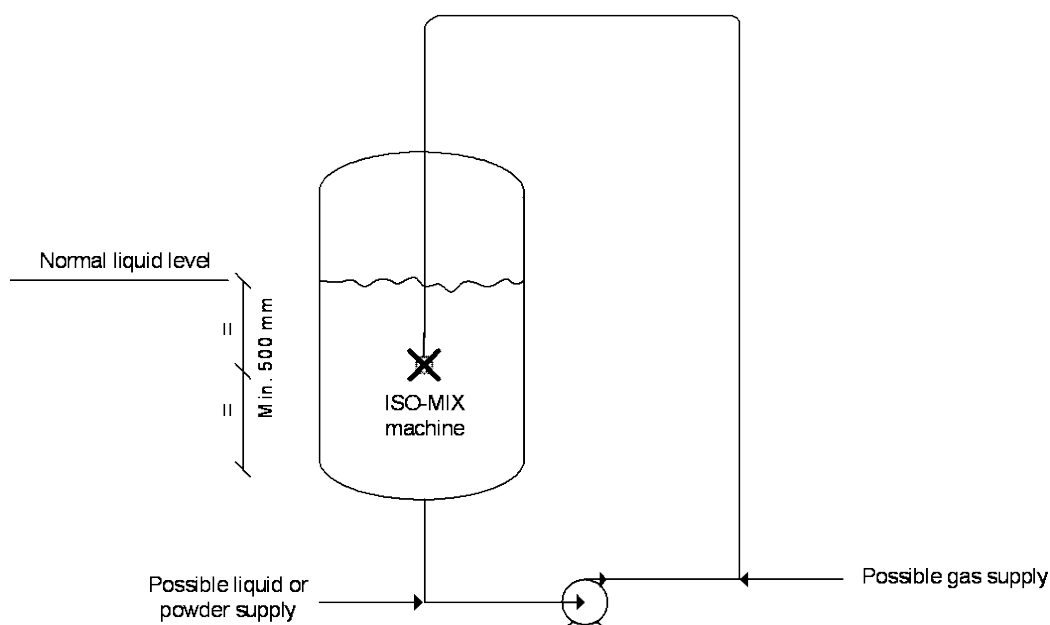 Normal liquid level
=
Min. 500 mm
=
ISO-MIX
machine
Possible liquid or
powder supply
Possible gas supply